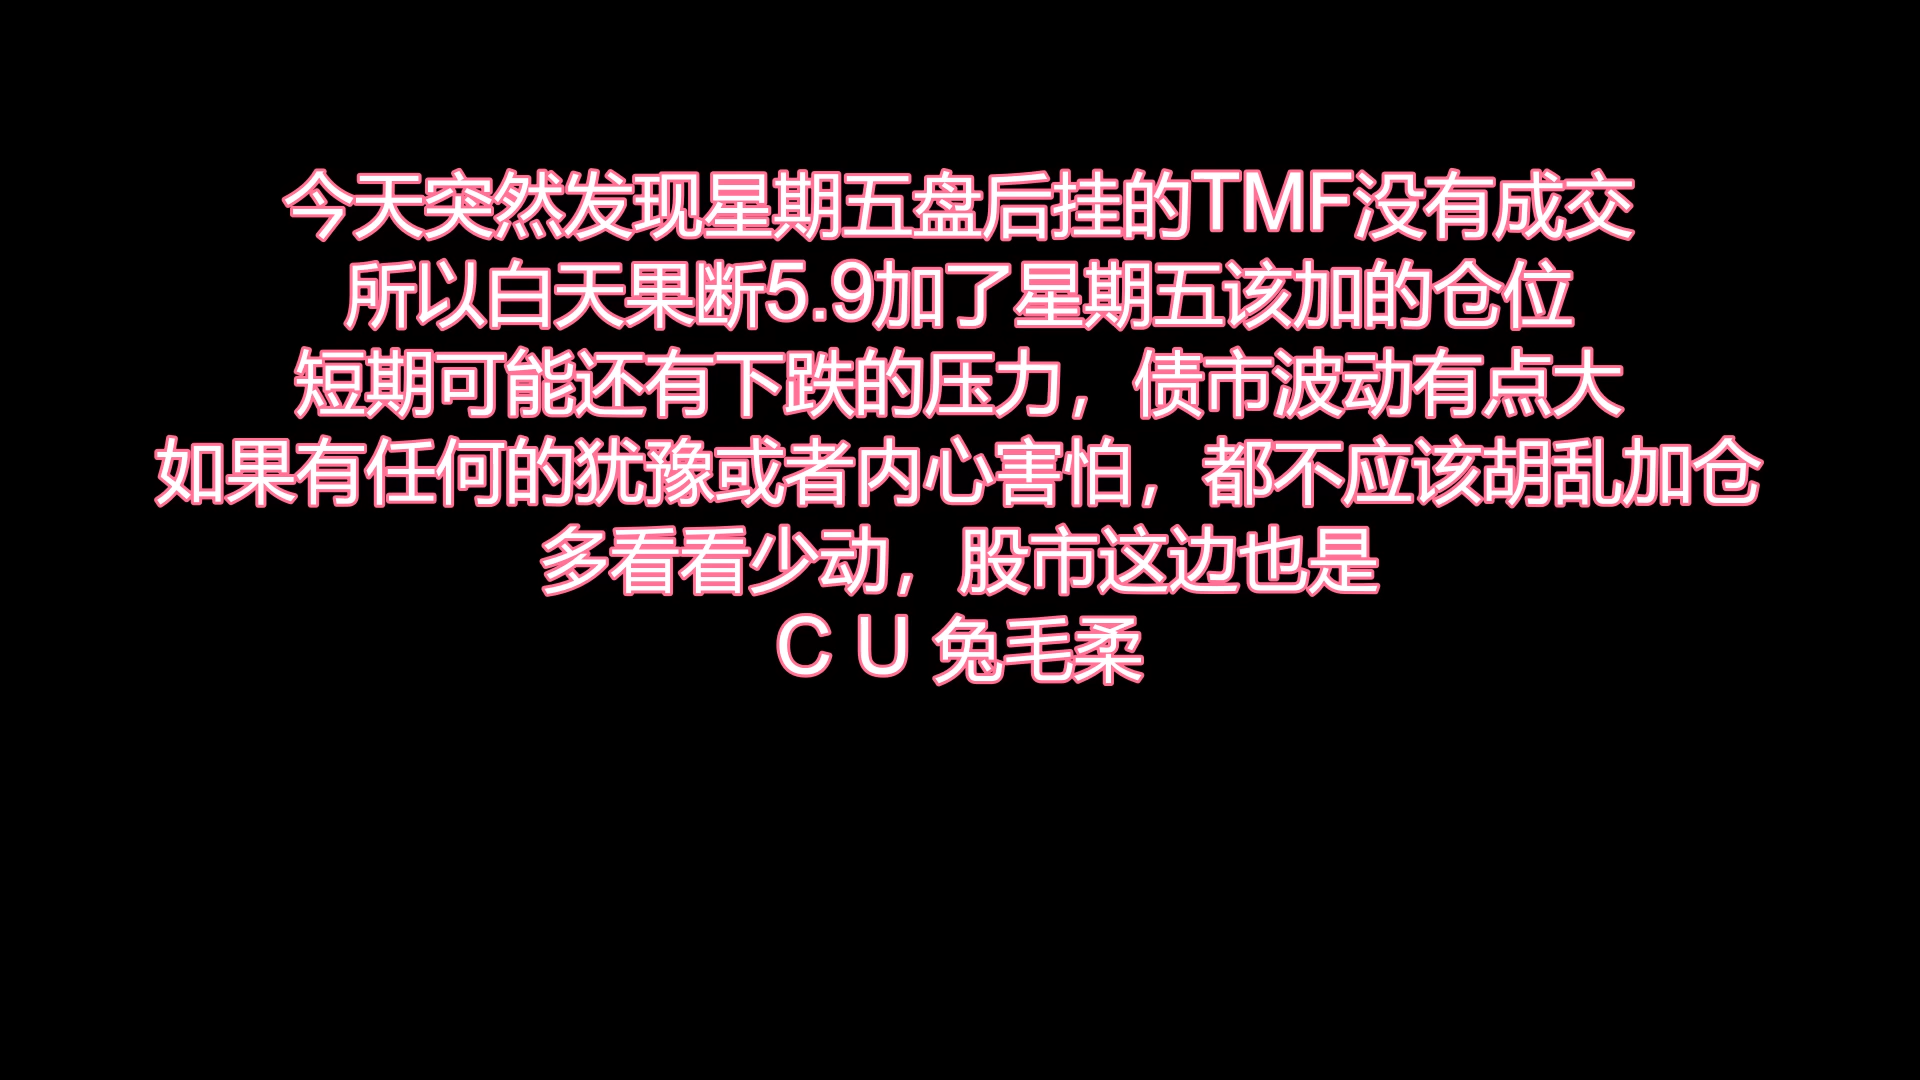 今天突然发现星期五盘后挂的TMF没有成交
所以白天果断5.9加了星期五该加的仓位
短期可能还有下跌的压力，债市波动有点大
如果有任何的犹豫或者内心害怕，都不应该胡乱加仓
多看看少动，股市这边也是
C U 兔毛柔